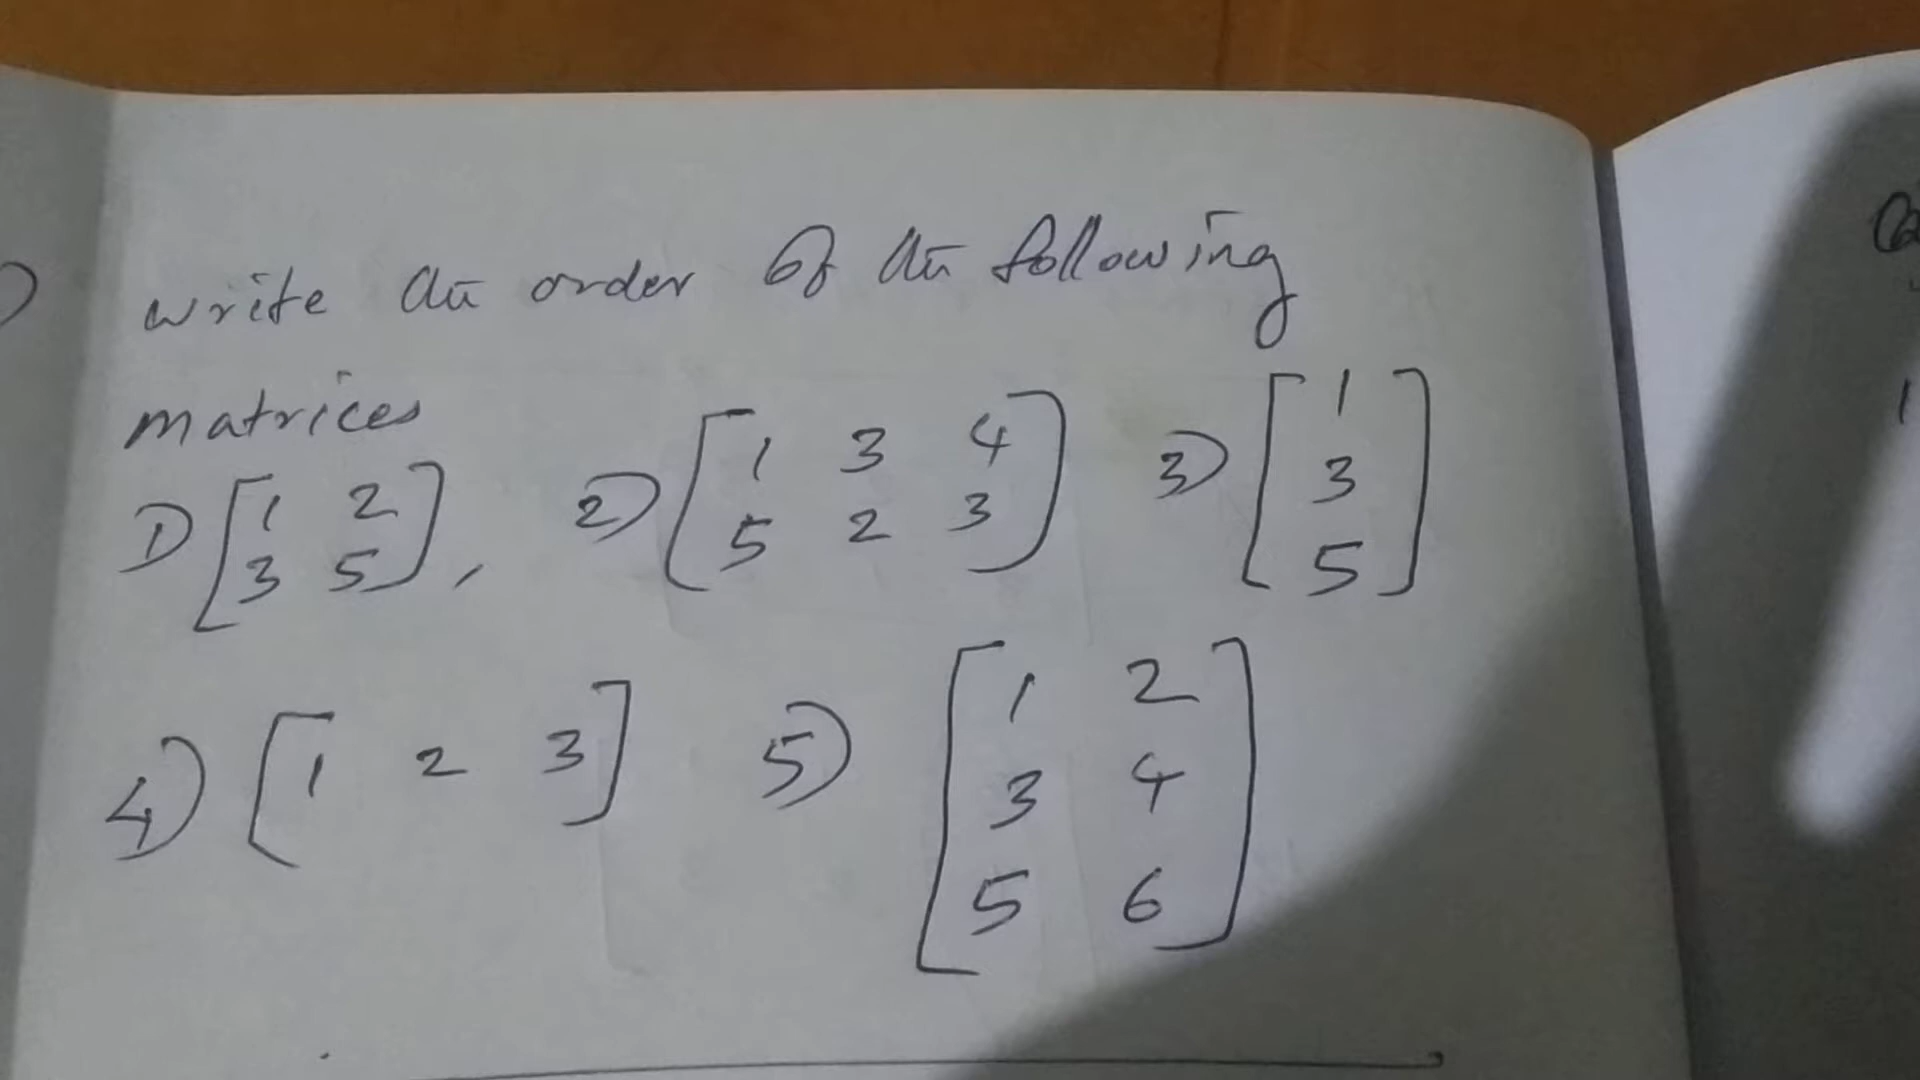 write the order of the following
matrices
1) [1 2
3 5], 2) [1 3 4
5 2 3] 3) [1
3
5]
4) [1 2 3] 5) [1 2
3 4
5 6]